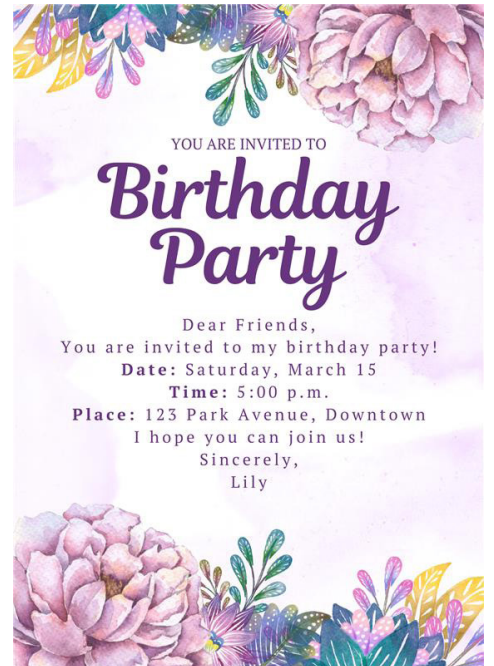 YOU ARE INVITED TO
Birthday
Party
Dear Friends,
You are invited to my birthday party!
Date: Saturday, March 15
Time: 5:00 p.m.
Place: 123 Park Avenue, Downtown
I hope you can join us!
Sincerely,
Lily